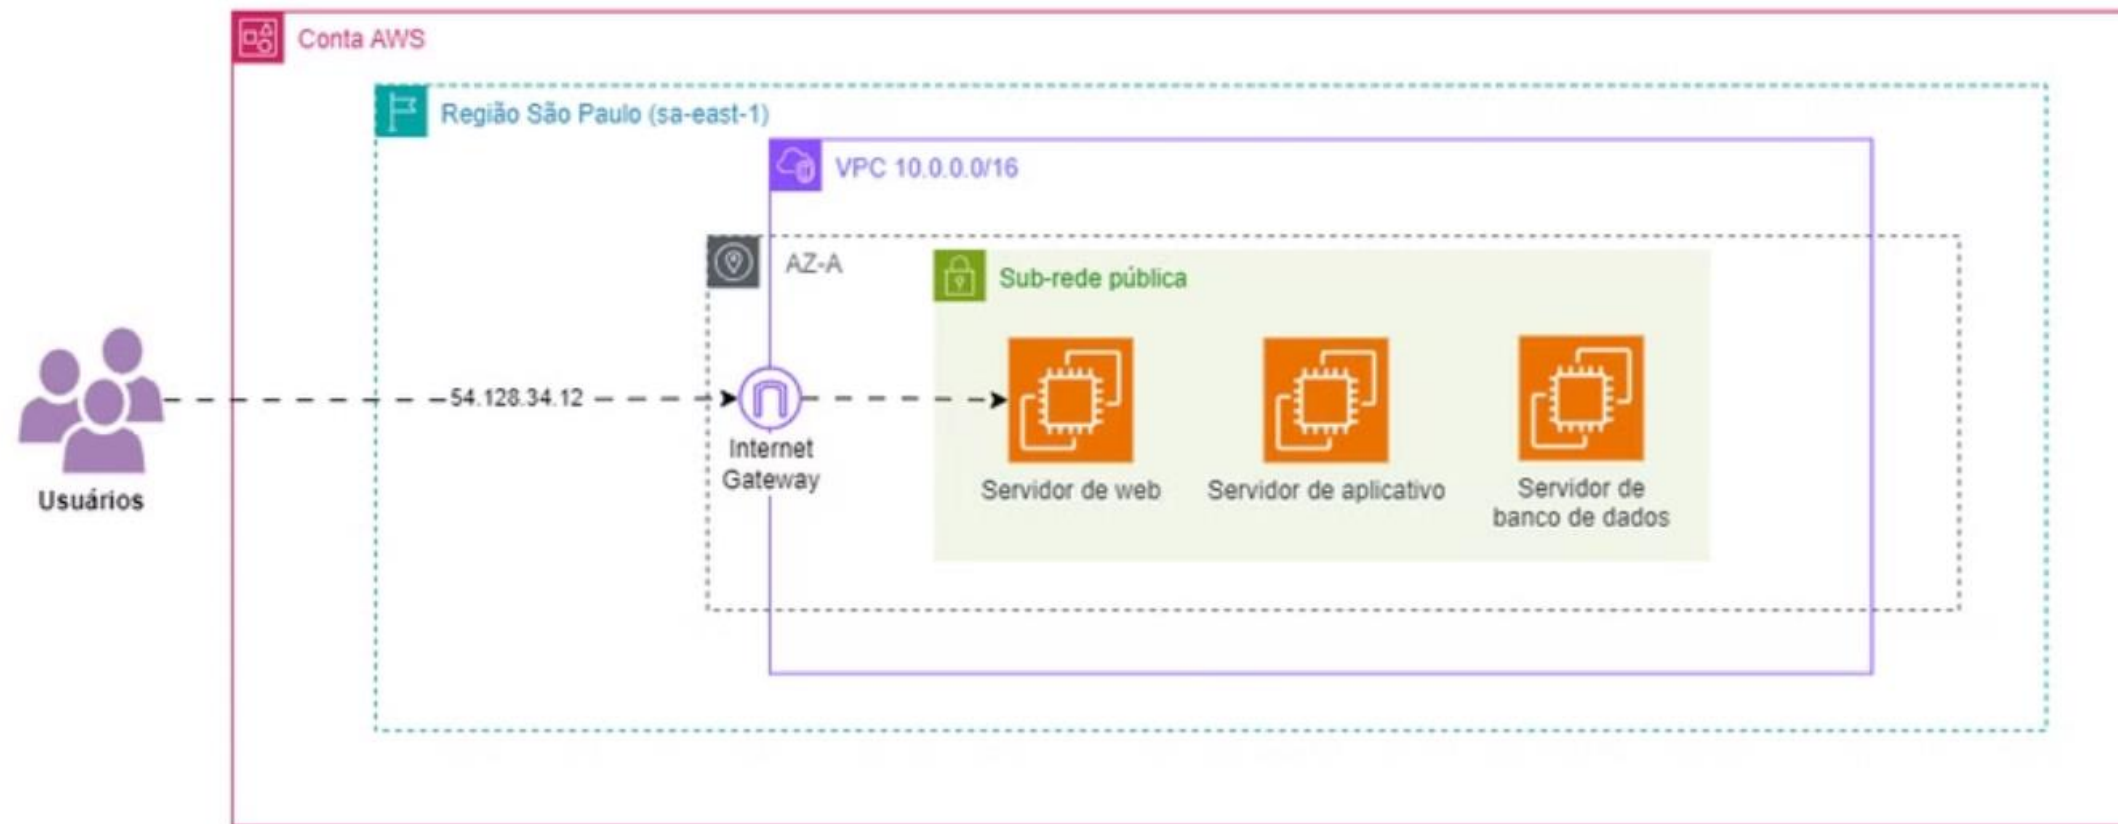 Conta AWS
Região São Paulo (sa-east-1)
VPC 10.0.0.0/16
AZ-A
Sub-rede pública
54.128.34.12
Internet
Gateway
Usuários
Servidor de web
Servidor de aplicativo
Servidor de
banco de dados